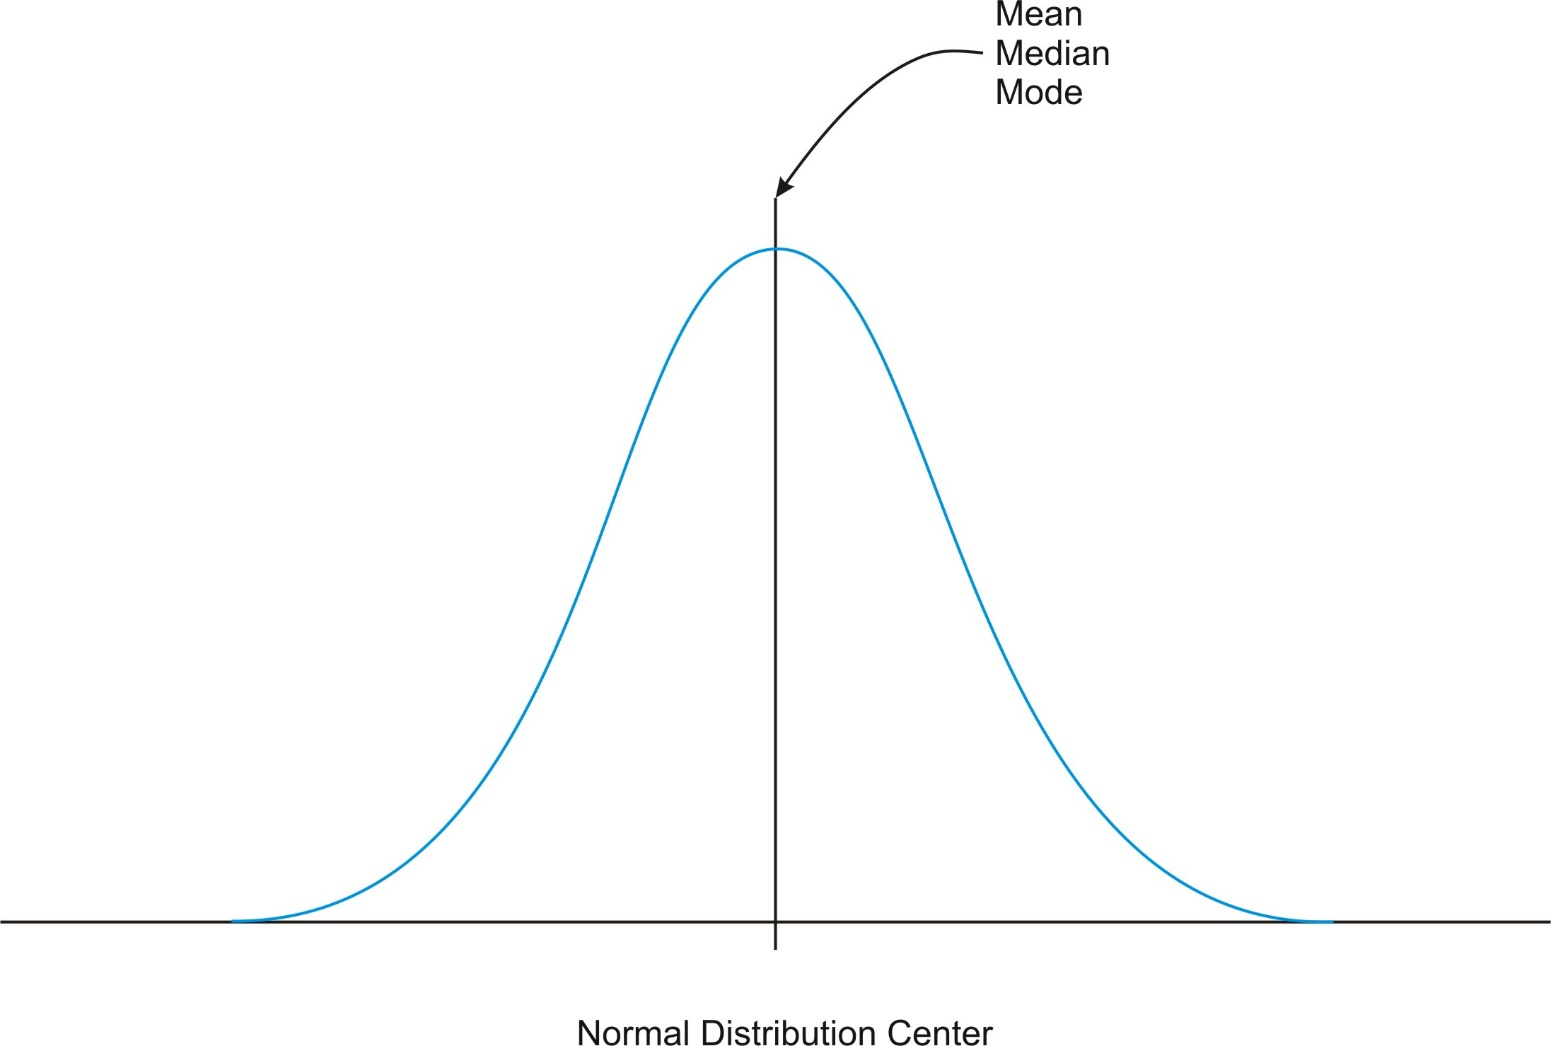 Mean
Median
Mode
Normal Distribution Center